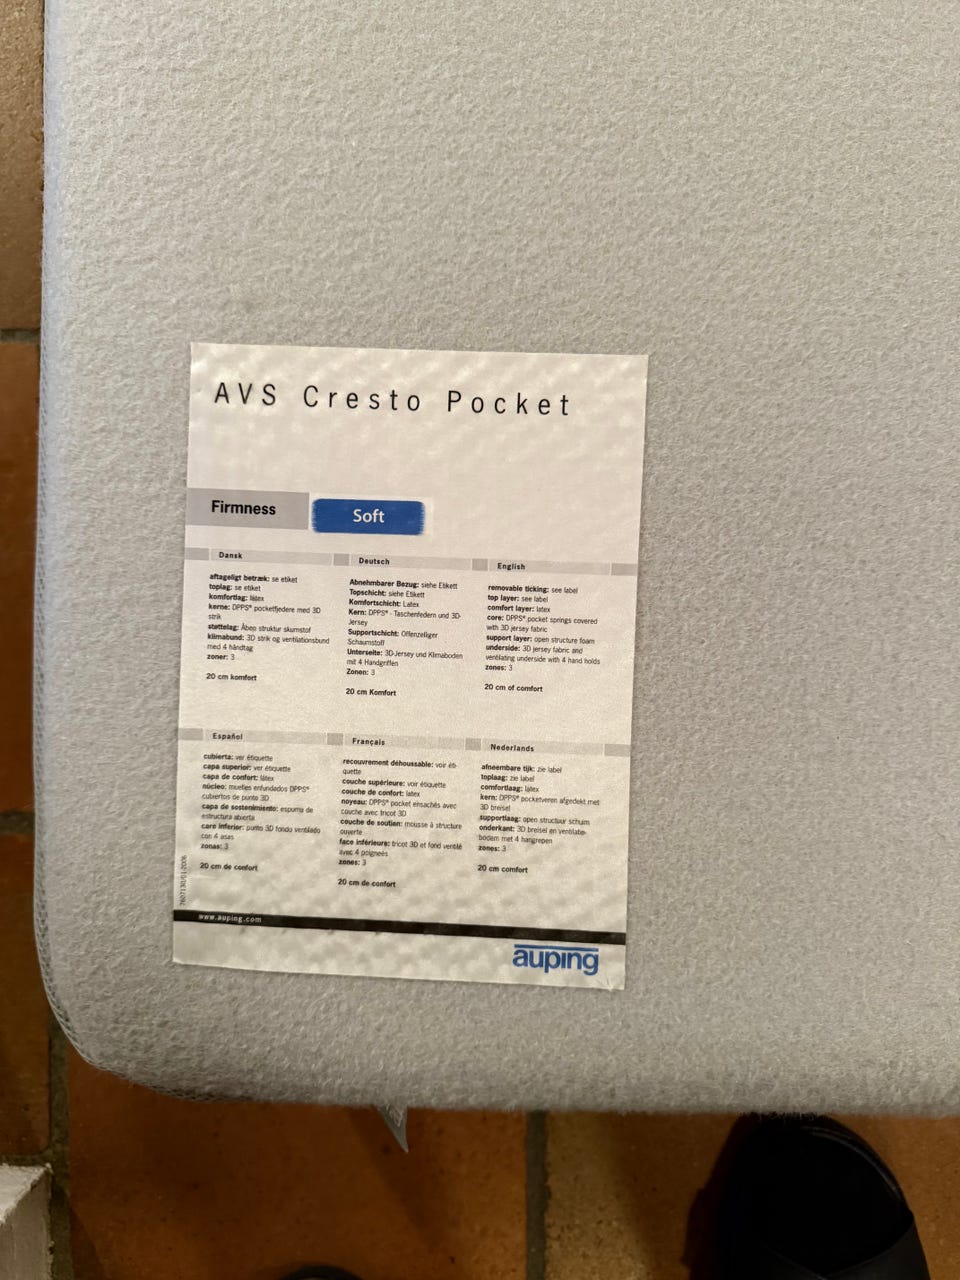 AVS Cresto Pocket
Firmness
Soft
Dansk
aftageligt betræk: se etiket
toplag: se etiket
komfortlag: látex
kerne: DPPS® pocketfjedere med 3D
strik
støttelag: Åben struktur skumstof
klimabund: 3D strik og ventilationsbund
med 4 håndtag
zoner: 3
20 cm komfort
Deutsch
Abnehmbarer Bezug: siehe Etikett
Topschicht: siehe Etikett
Komfortschicht: Latex
Kern: DPPS® - Taschenfedern und 3D-
Jersey
Supportschicht: Offenzelliger
Schaumstoff
Unterseite: 3D-Jersey und Klimaboden
mit 4 Handgriffen
Zonen: 3
20 cm Komfort
English
removable ticking: see label
top layer: see label
comfort layer: latex
core: DPPS® pocket springs covered
with 3D jersey fabric
support layer: open structure foam
underside: 3D jersey fabric and
ventilating underside with 4 hand holds
zones: 3
20 cm of comfort
Español
cubierta: ver étiquette
capa superior: ver étiquette
capa de confort: látex
núcleo: muelles enfundados DPPS®
cubiertos de punto 3D
capa de sostenimiento: espuma de
estructura abierta
cara inferior: punto 3D fondo ventilado
con 4 asas
zonas: 3
20 cm de confort
Français
recouvrement déhoussable: voir éti-
quette
couche supérieure: voir étiquette
couche de confort: latex
noyeau: DPPS® pocket ensachés avec
couche avec tricot 3D
couche de soutien: mousse à structure
ouverte
face inférieure: tricot 3D et fond ventilé
avec 4 poignées
zones: 3
20 cm de confort
Nederlands
afneembare tijk: zie label
toplaag: zie label
comfortlaag: látex
kern: DPPS® pocketveren afgedekt met
3D breisel
supportlaag: open structuur schuim
onderkant: 3D breisel en ventilatie-
bodem met 4 handgrepen
zones: 3
20 cm comfort
7607130/01-2006
www.auping.com
auping